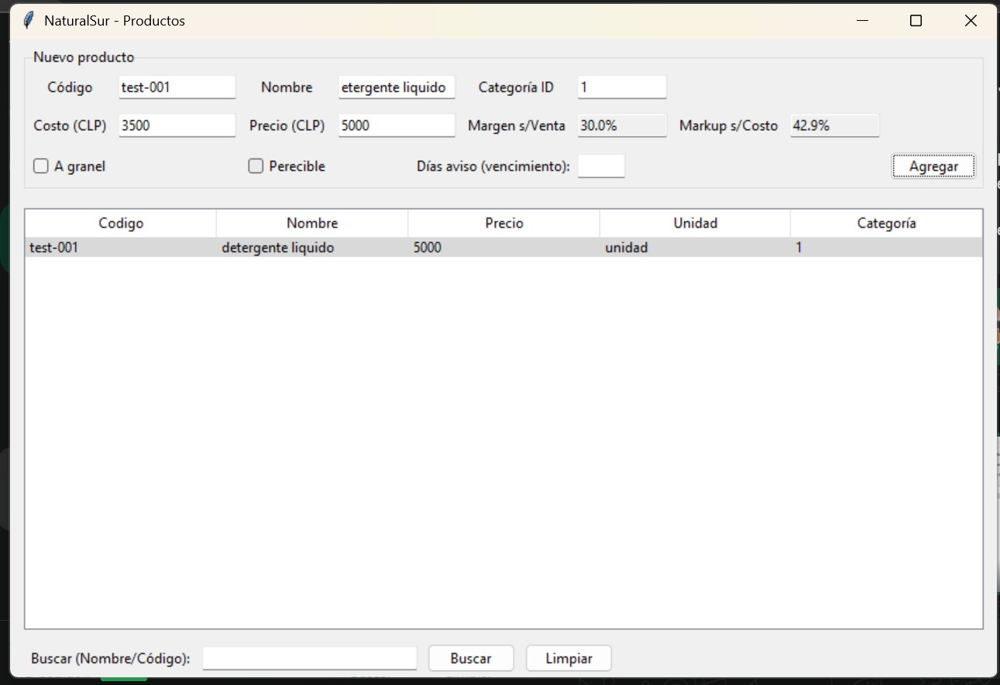 NaturalSur - Productos
Nuevo producto
Código test-001 Nombre etergente liquido Categoría ID 1
Costo (CLP) 3500 Precio (CLP) 5000 Margen s/Venta 30.0% Markup s/Costo 42.9%
A granel Perecible Días aviso (vencimiento): Agregar
Codigo Nombre Precio Unidad Categoría
test-001 detergente liquido 5000 unidad 1
Buscar (Nombre/Código): Buscar Limpiar